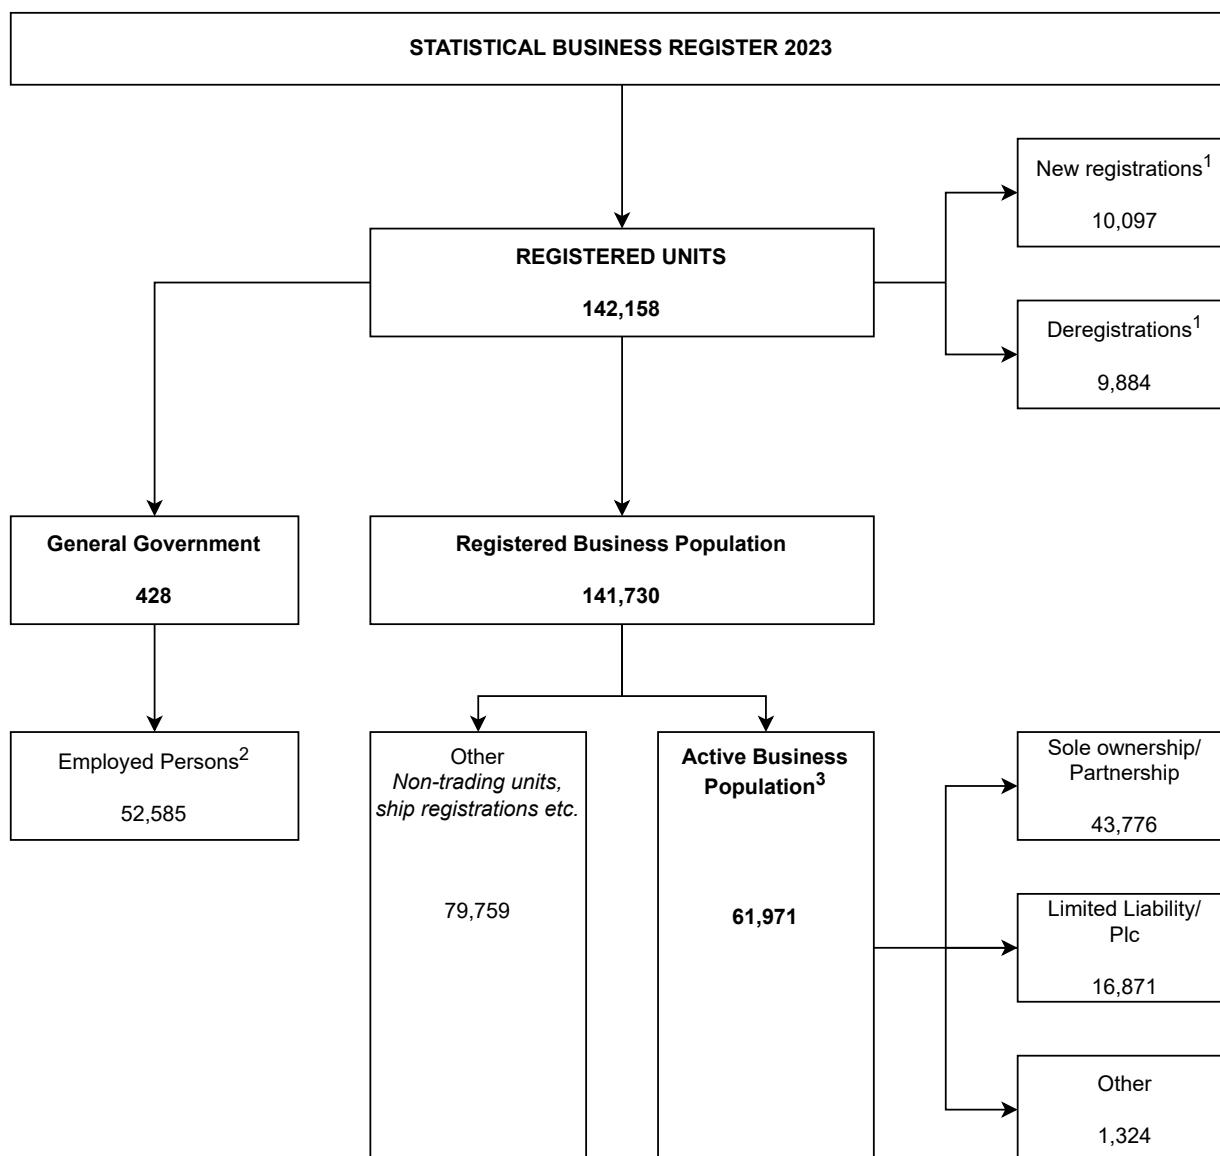 STATISTICAL BUSINESS REGISTER 2023
New registrations1
10,097
REGISTERED UNITS
142,158
Deregistrations1
9,884
General Government
428
Registered Business Population
141,730
Employed Persons2
52,585
Other
Non-trading units,
ship registrations etc.
79,759
Active Business
Population3
61,971
Sole ownership/
Partnership
43,776
Limited Liability/
Plc
16,871
Other
1,324